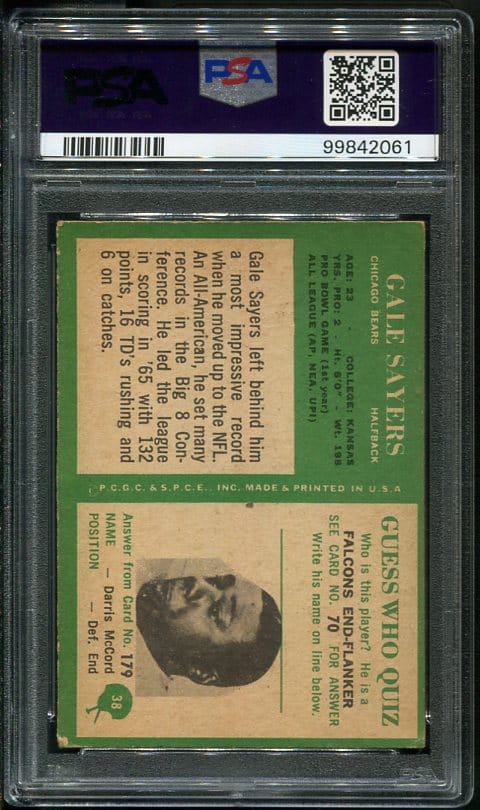 PSA
PSA
99842061
GALE SAYERS
CHICAGO BEARS HALFBACK
AGE: 23 - COLLEGE: KANSAS
YRS. PRO: 2 - Ht. 6'0" - Wt. 198
PRO BOWL GAME (1st year)
ALL LEAGUE (AP, NEA, UPI)
Gale Sayers left behind him
a most impressive record
when he moved up to the NFL.
An All-American, he set many
records in the Big 8 Con-
ference. He led the league
in scoring in '65 with 132
points, 16 TD's rushing and
6 on catches.
P.C.G.C. & S.P.C.E., INC. MADE & PRINTED IN U.S.A
GUESS WHO QUIZ
Who is this player? He is a
FALCONS END-FLANKER
SEE CARD NO. 70 FOR ANSWER
Write his name on line below.
Answer from Card No. 179
NAME — Darris McCord
POSITION — Def. End
38